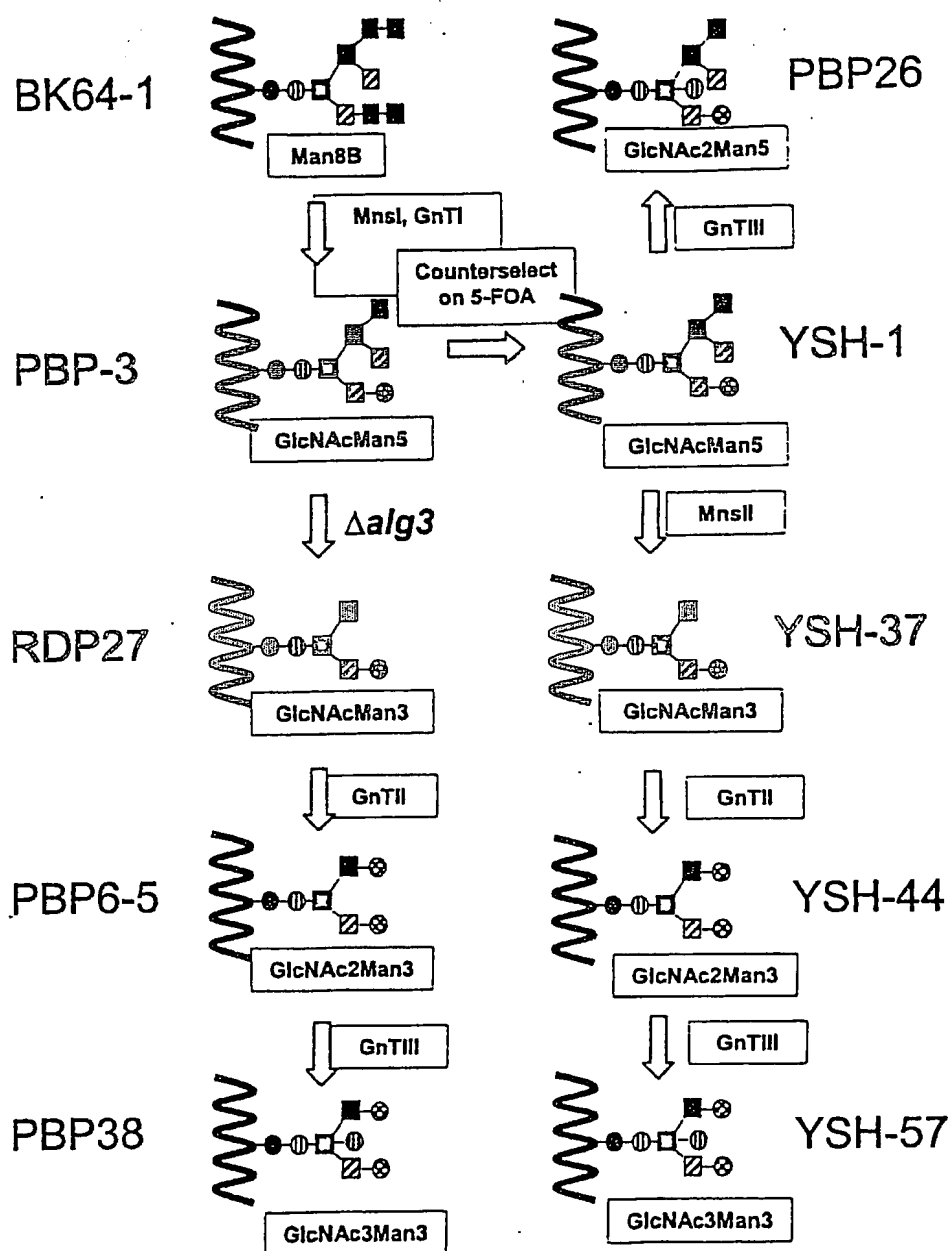 BK64-1
Man8B
PBP26
GlcNAc2Man5
MnsI, GnTI
GnTIII
Counterselect
on 5-FOA
PBP-3
GlcNAcMan5
YSH-1
GlcNAcMan5
Δalg3
MnsII
RDP27
GlcNAcMan3
YSH-37
GlcNAcMan3
GnTII
GnTII
PBP6-5
GlcNAc2Man3
YSH-44
GlcNAc2Man3
GnTIII
GnTIII
PBP38
GlcNAc3Man3
YSH-57
GlcNAc3Man3